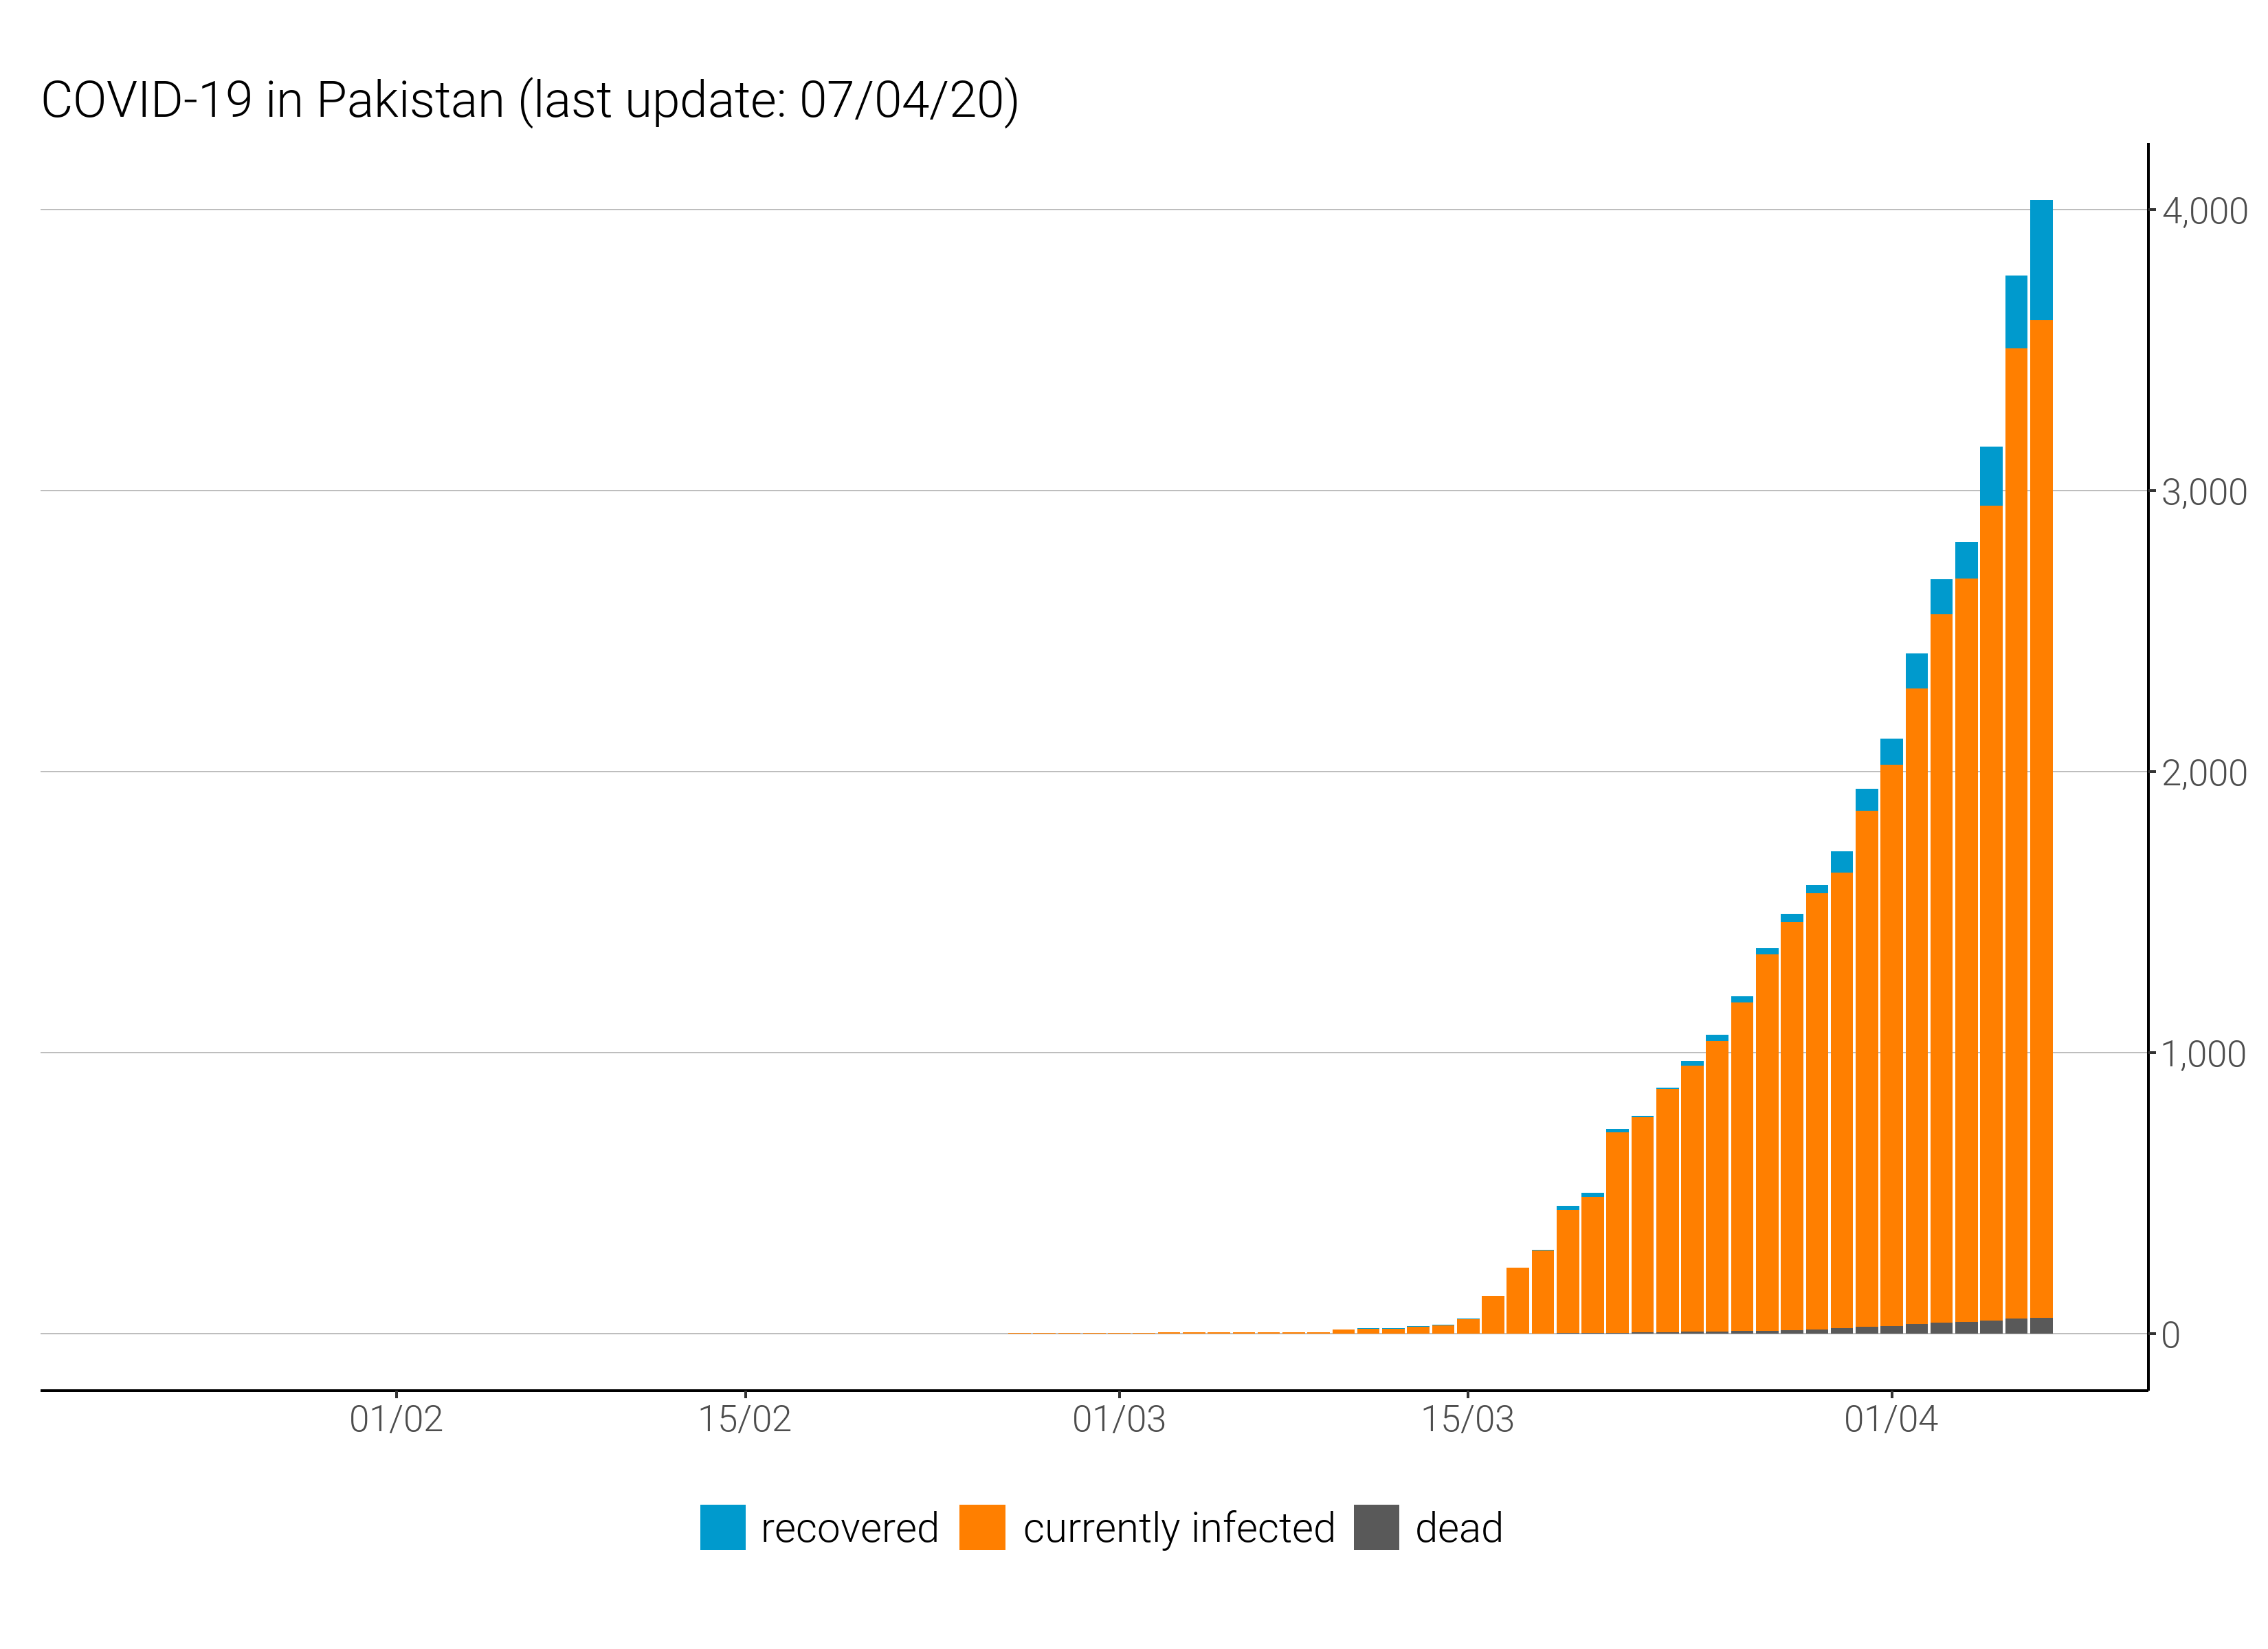 COVID-19 in Pakistan (last update: 07/04/20)
4,000
3,000
2,000
1,000
0
01/02 15/02 01/03 15/03 01/04
recovered currently infected dead